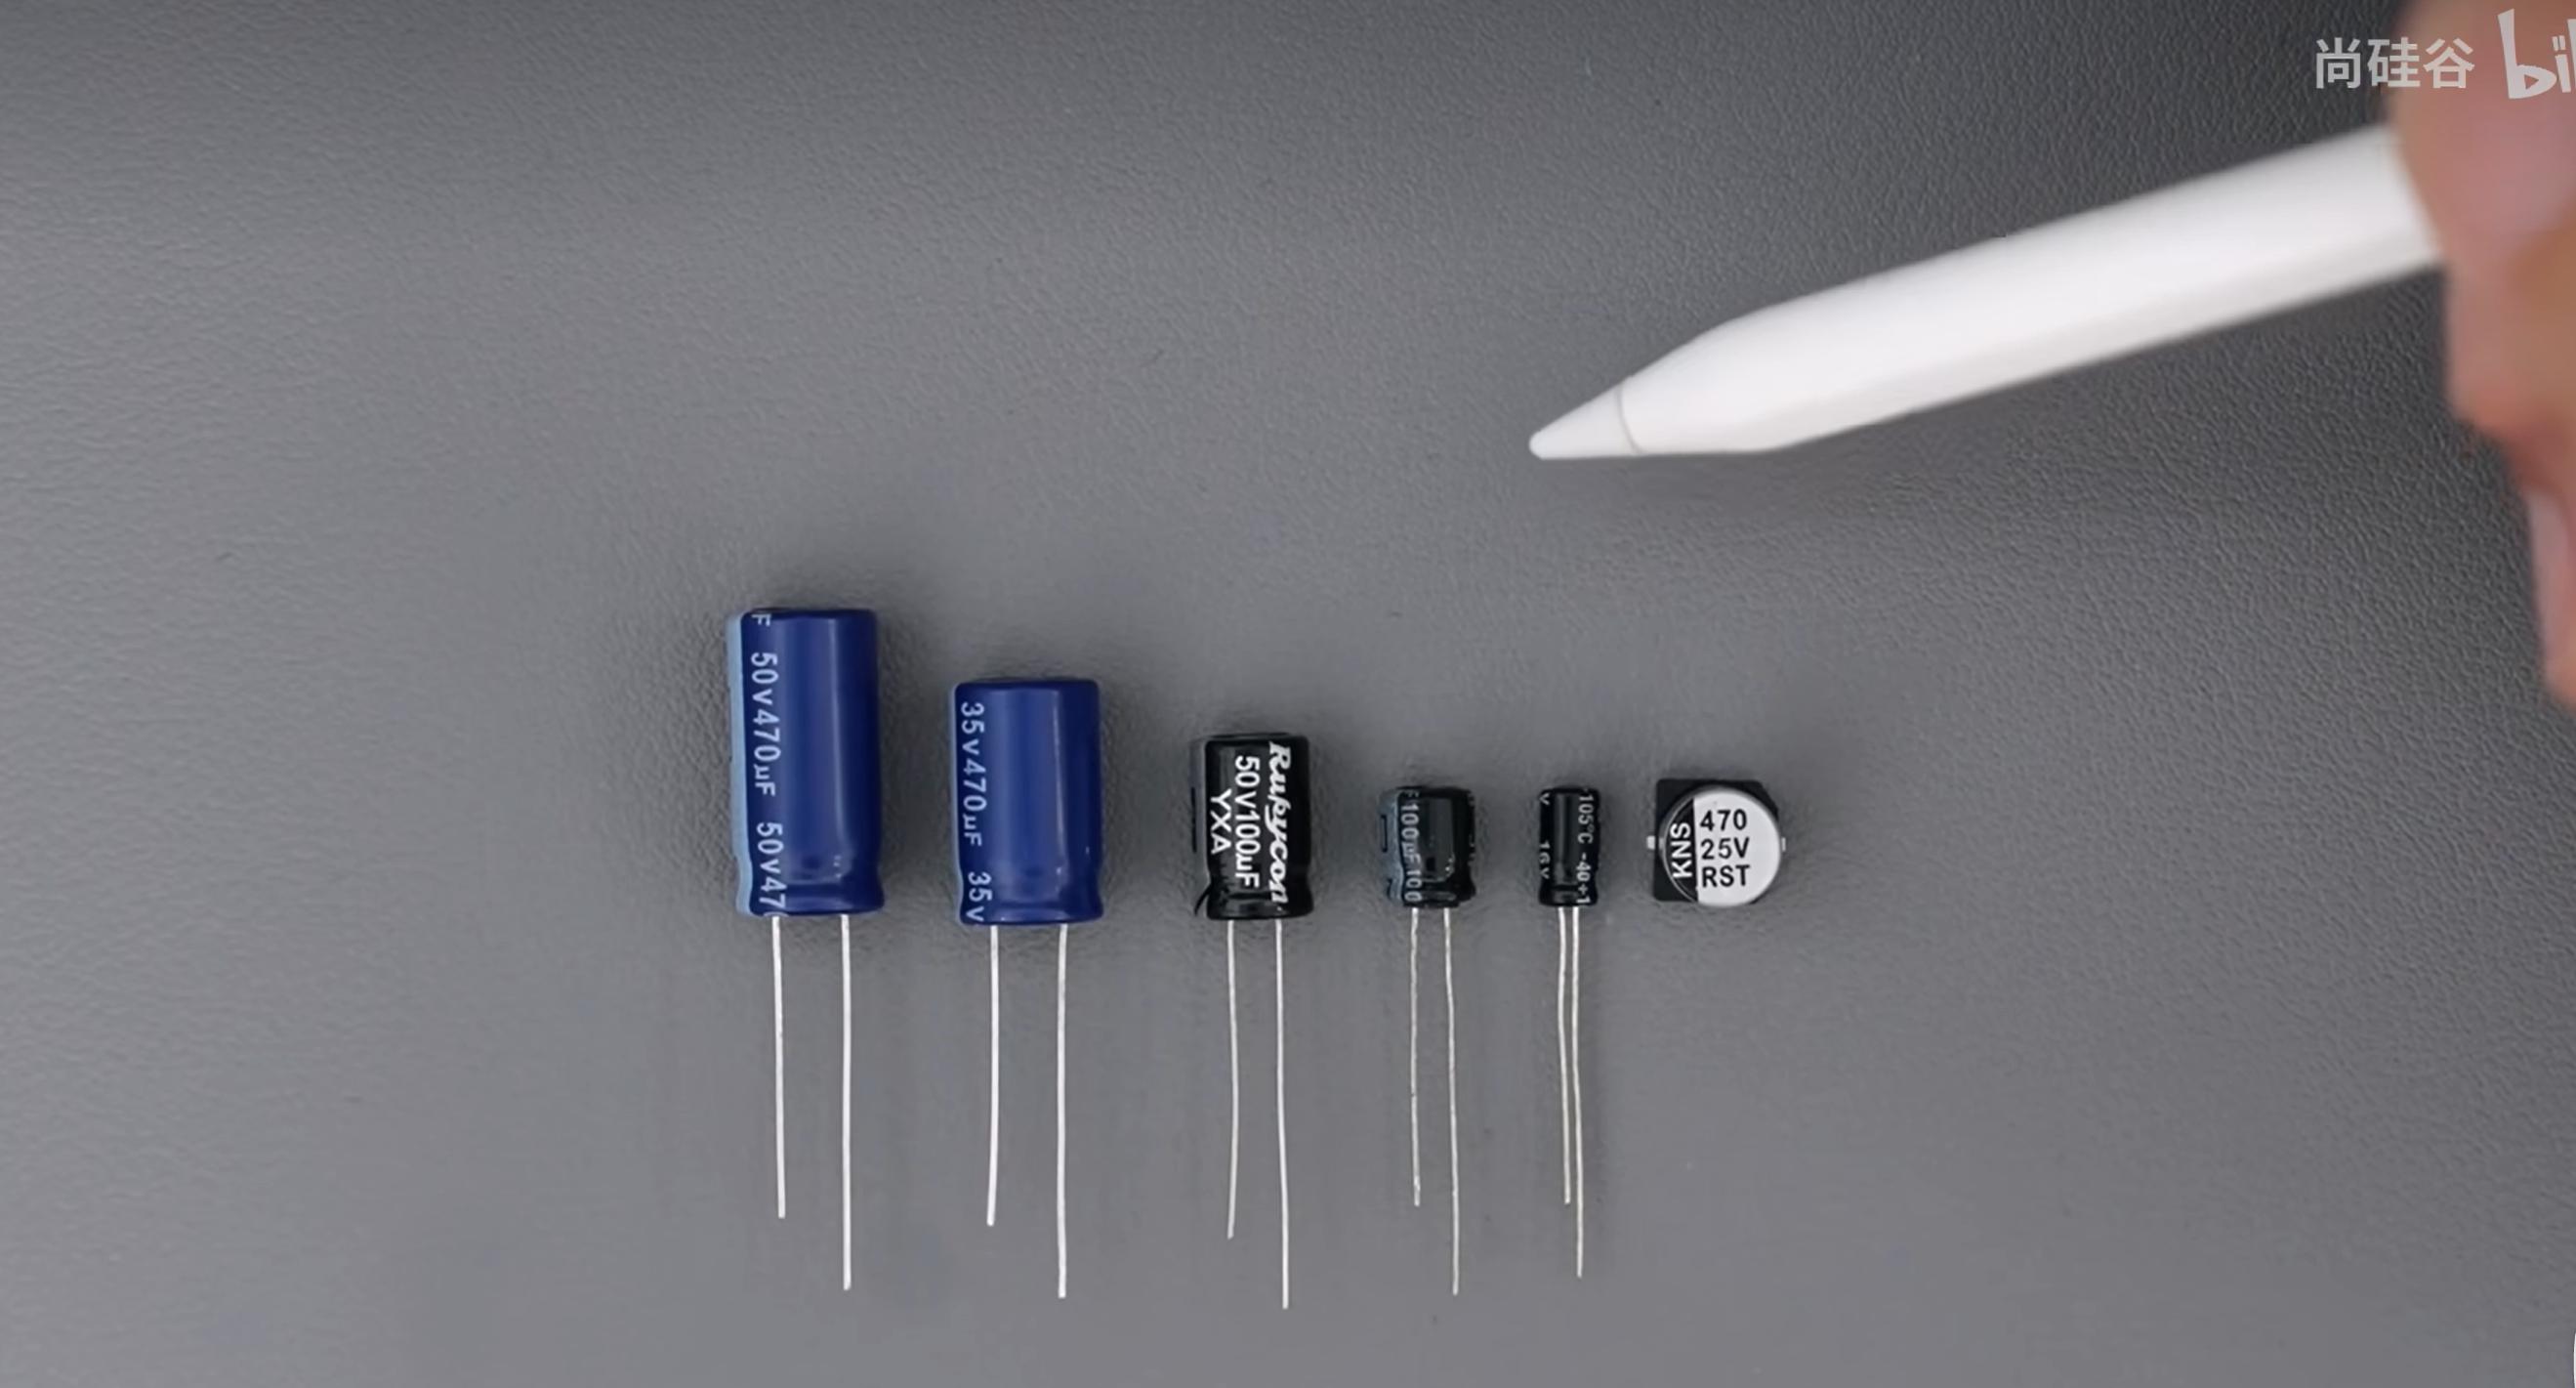 尚硅谷 bili
F 50v470µF 50v47
35v470µF 35v
Rubycon
50V100µF
YXA
100µF100
V 16V
105°C -40+1
KNS
470
25V
RST